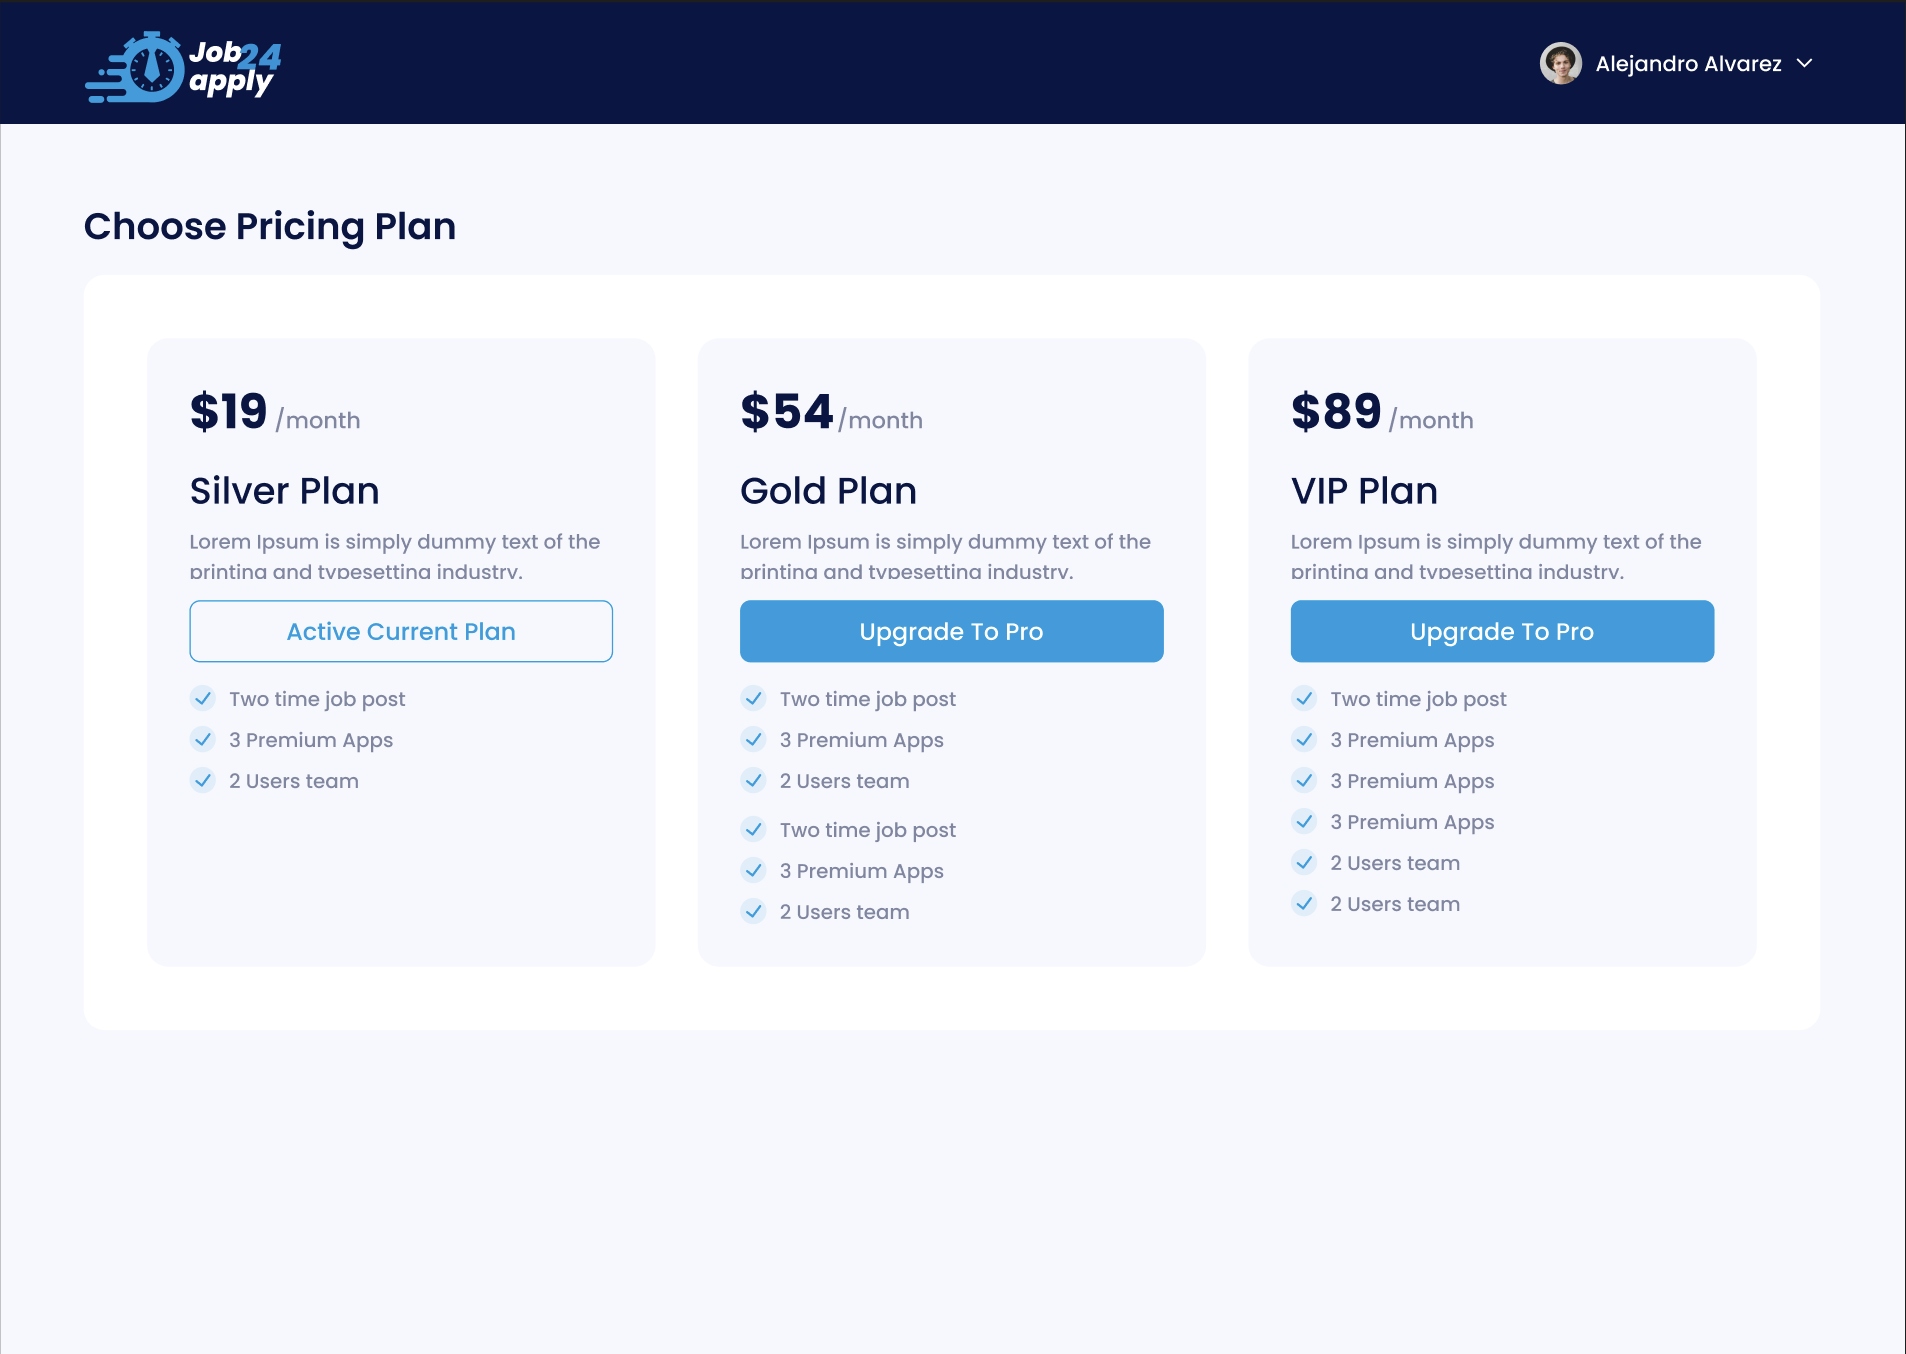 Job24
apply
Alejandro Alvarez
Choose Pricing Plan
$19 /month
Silver Plan
Lorem Ipsum is simply dummy text of the
printing and typesetting industry.
Active Current Plan
Two time job post
3 Premium Apps
2 Users team
$54 /month
Gold Plan
Lorem Ipsum is simply dummy text of the
printing and typesetting industry.
Upgrade To Pro
Two time job post
3 Premium Apps
2 Users team
Two time job post
3 Premium Apps
2 Users team
$89 /month
VIP Plan
Lorem Ipsum is simply dummy text of the
printing and typesetting industry.
Upgrade To Pro
Two time job post
3 Premium Apps
3 Premium Apps
3 Premium Apps
2 Users team
2 Users team